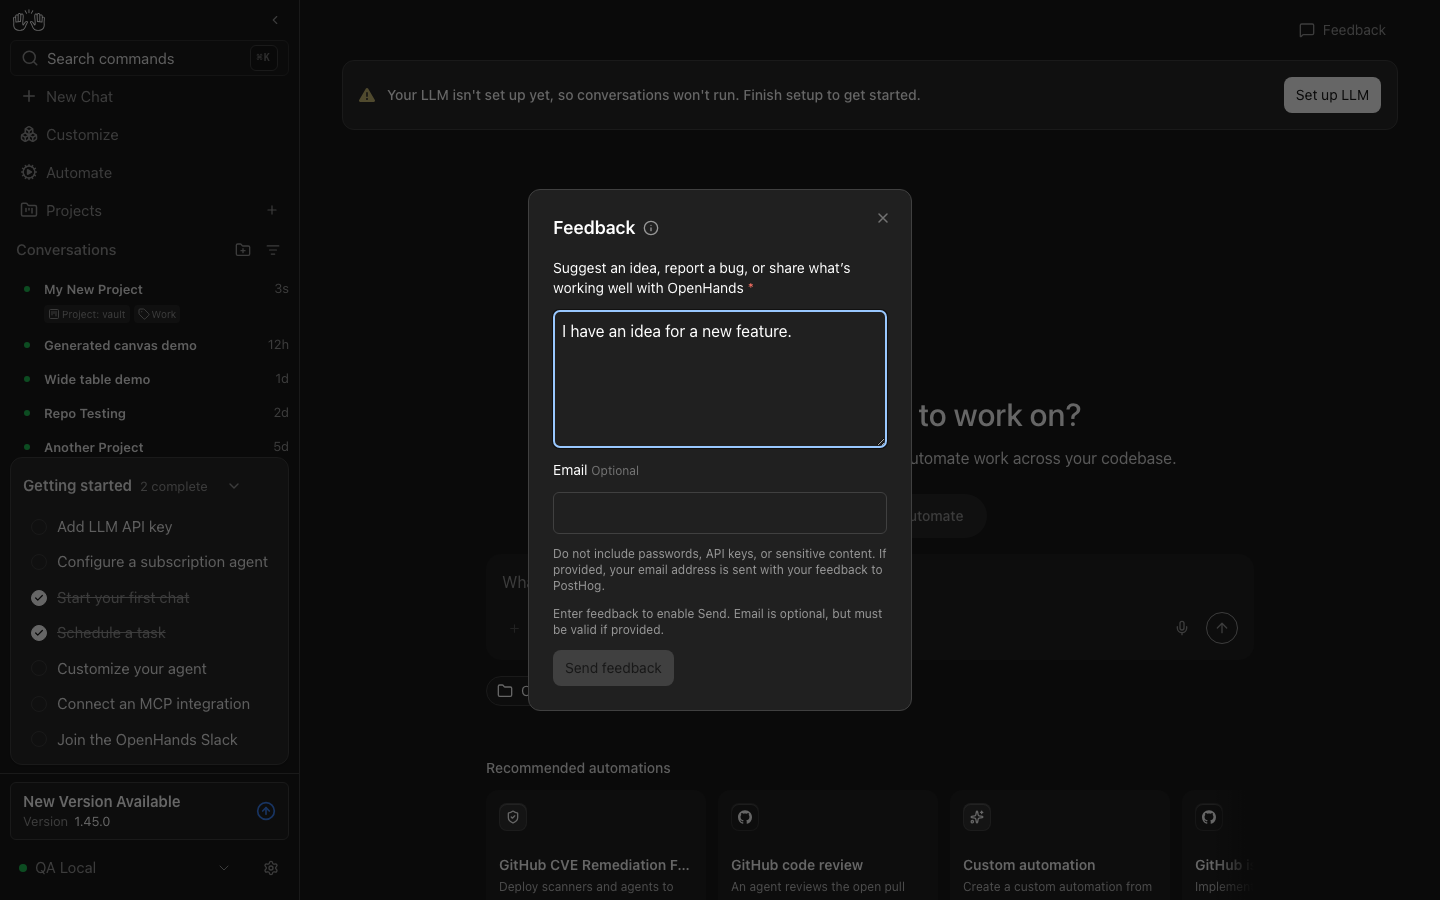 Feedback
Search commands
⌘K
New Chat
Customize
Automate
Projects
Conversations
My New Project 3s
Project: vault Work
Generated canvas demo 12h
Wide table demo 1d
Repo Testing 2d
Another Project 5d
Getting started 2 complete
Add LLM API key
Configure a subscription agent
Start your first chat
Schedule a task
Customize your agent
Connect an MCP integration
Join the OpenHands Slack
New Version Available
Version 1.45.0
QA Local
Your LLM isn't set up yet, so conversations won't run. Finish setup to get started.
Set up LLM
Feedback
Suggest an idea, report a bug, or share what’s
working well with OpenHands *
I have an idea for a new feature.
Email Optional
Do not include passwords, API keys, or sensitive content. If
provided, your email address is sent with your feedback to
PostHog.
Enter feedback to enable Send. Email is optional, but must
be valid if provided.
Send feedback
to work on?
utomate work across your codebase.
utomate
Wha
Recommended automations
GitHub CVE Remediation F...
Deploy scanners and agents to
GitHub code review
An agent reviews the open pull
Custom automation
Create a custom automation from
GitHub
Implemen